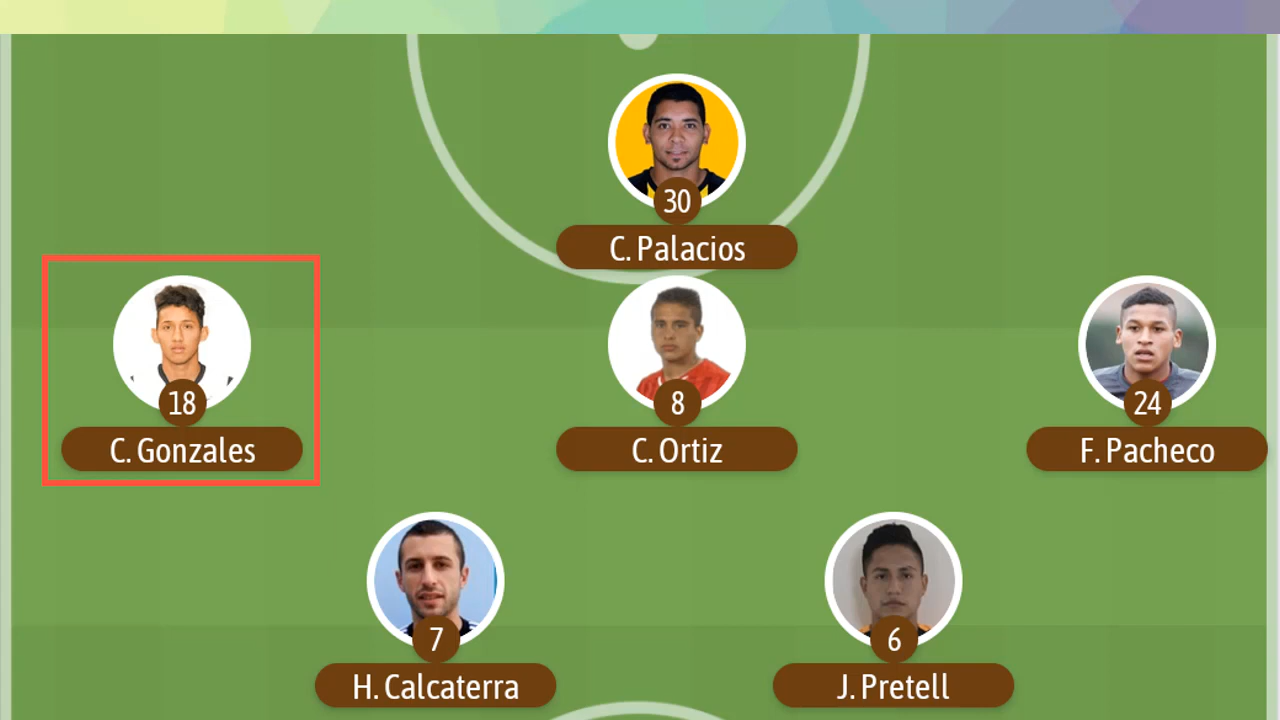 30
C. Palacios
18
C. Gonzales
8
C. Ortiz
24
F. Pacheco
7
H. Calcaterra
6
J. Pretell